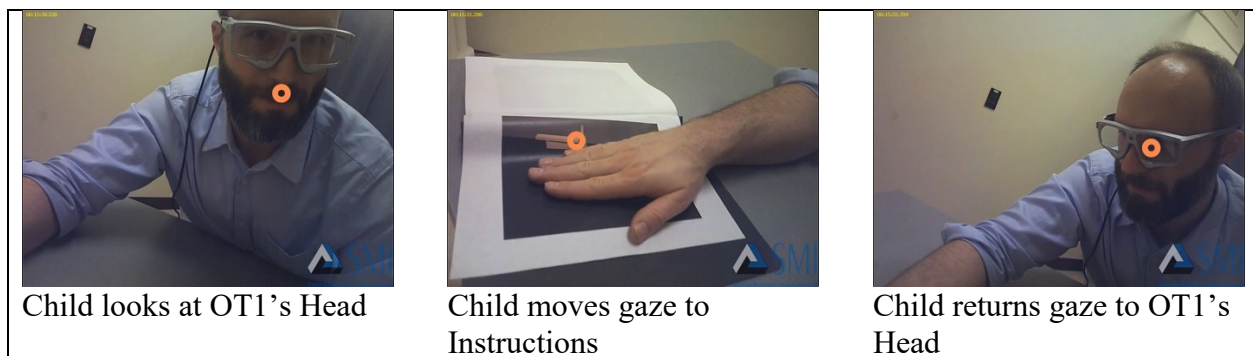 SMI
SMI
SMI
Child looks at OT1’s Head
Child moves gaze to
Instructions
Child returns gaze to OT1’s
Head